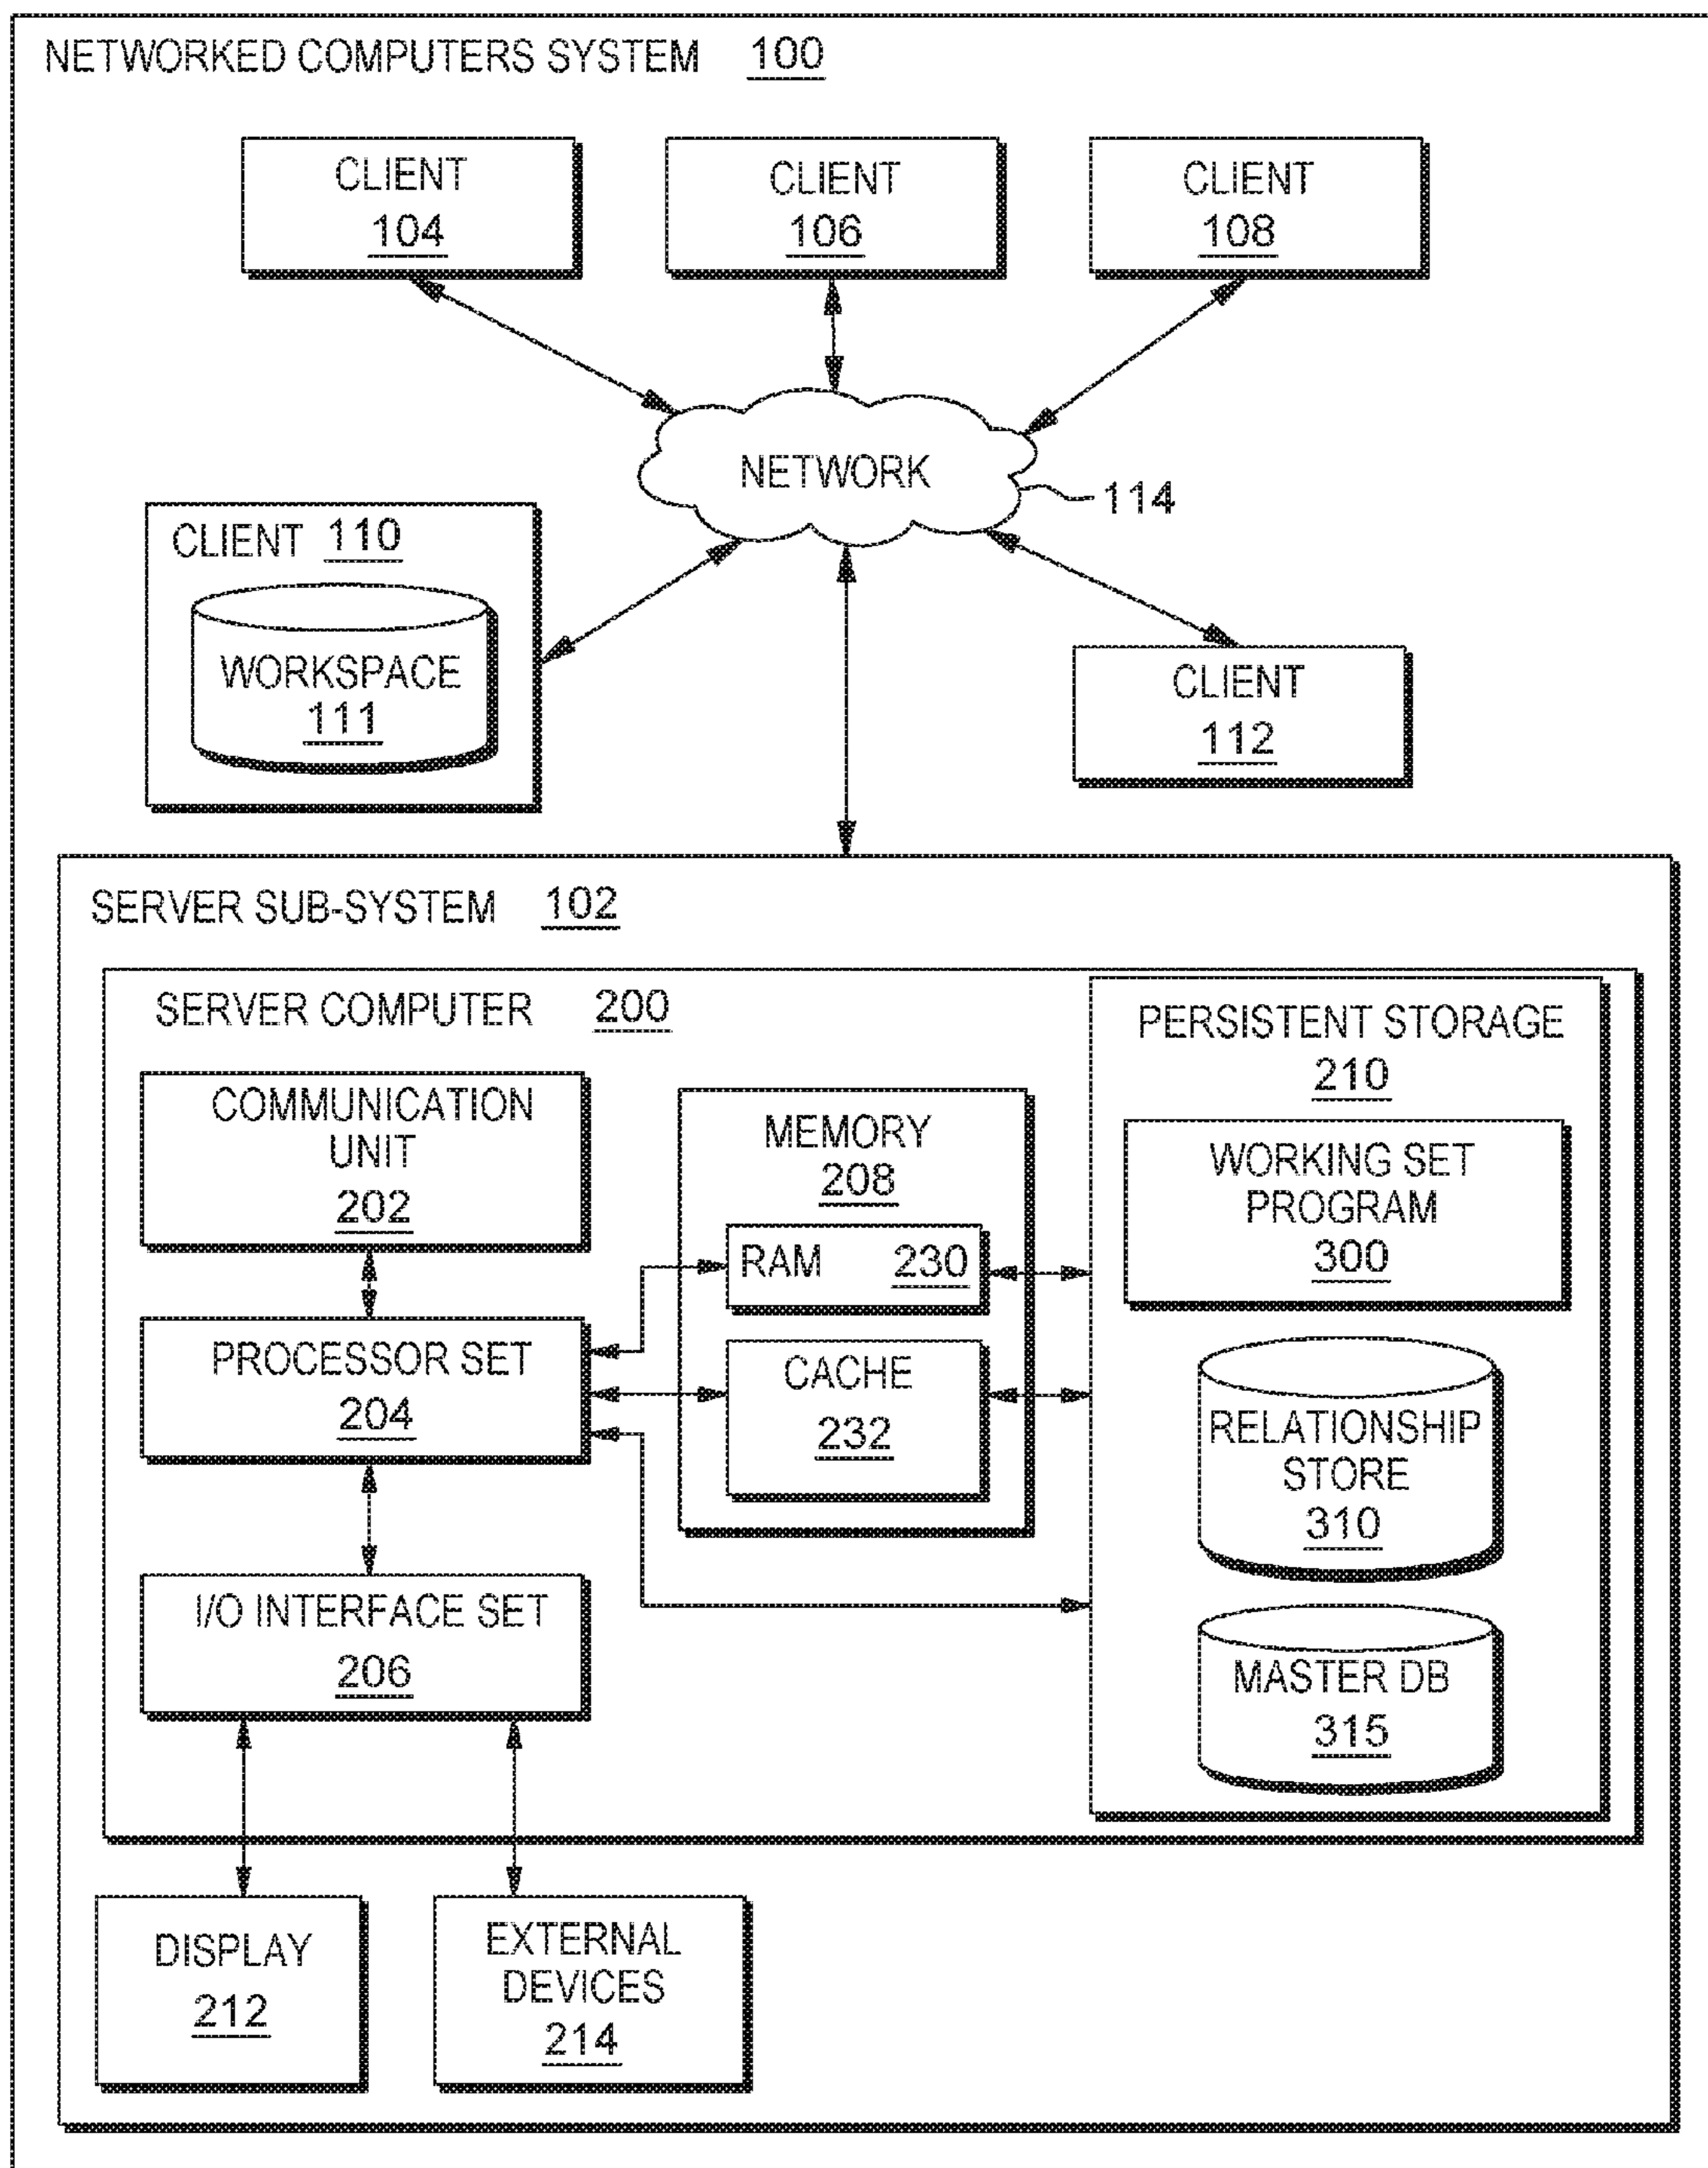 NETWORKED COMPUTERS SYSTEM 100
CLIENT
104
CLIENT
106
CLIENT
108
NETWORK
114
CLIENT 110
WORKSPACE
111
CLIENT
112
SERVER SUB-SYSTEM 102
SERVER COMPUTER 200
COMMUNICATION
UNIT
202
PROCESSOR SET
204
I/O INTERFACE SET
206
MEMORY
208
RAM 230
CACHE
232
PERSISTENT STORAGE
210
WORKING SET
PROGRAM
300
RELATIONSHIP
STORE
310
MASTER DB
315
DISPLAY
212
EXTERNAL
DEVICES
214